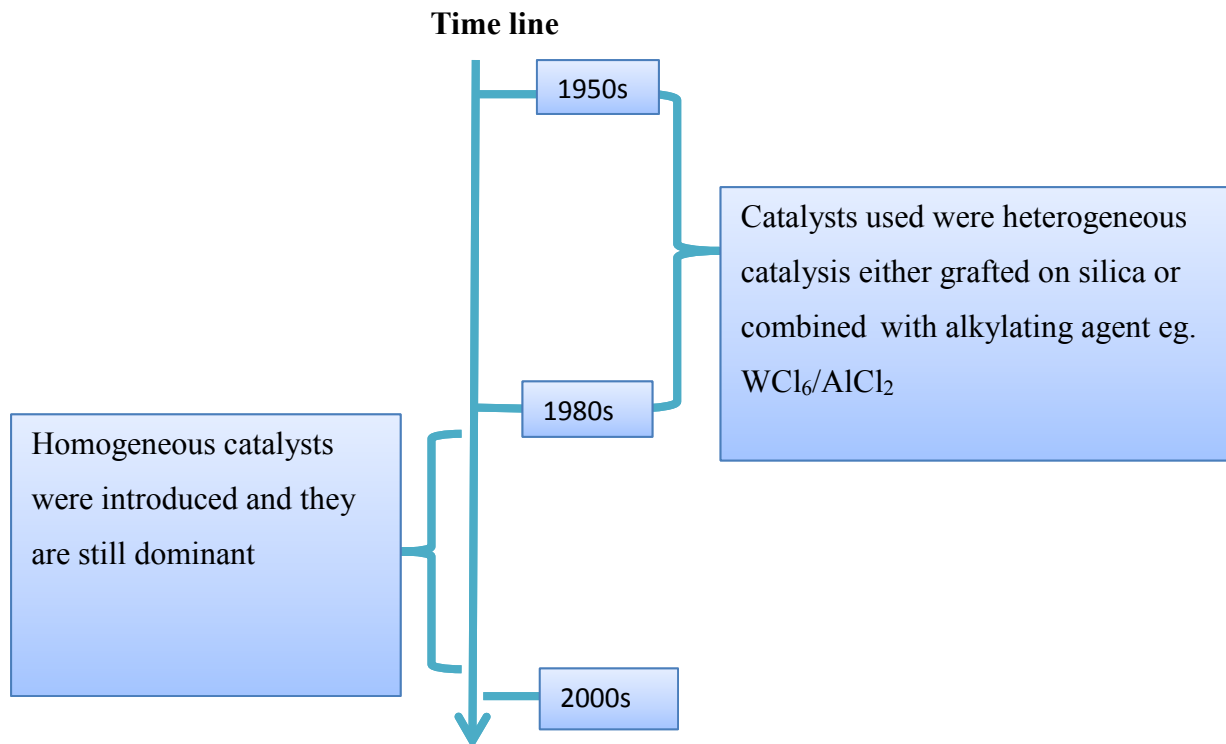 Time line
1950s
Catalysts used were heterogeneous
catalysis either grafted on silica or
combined with alkylating agent eg.
WCl₆/AlCl₂
1980s
Homogeneous catalysts
were introduced and they
are still dominant
2000s